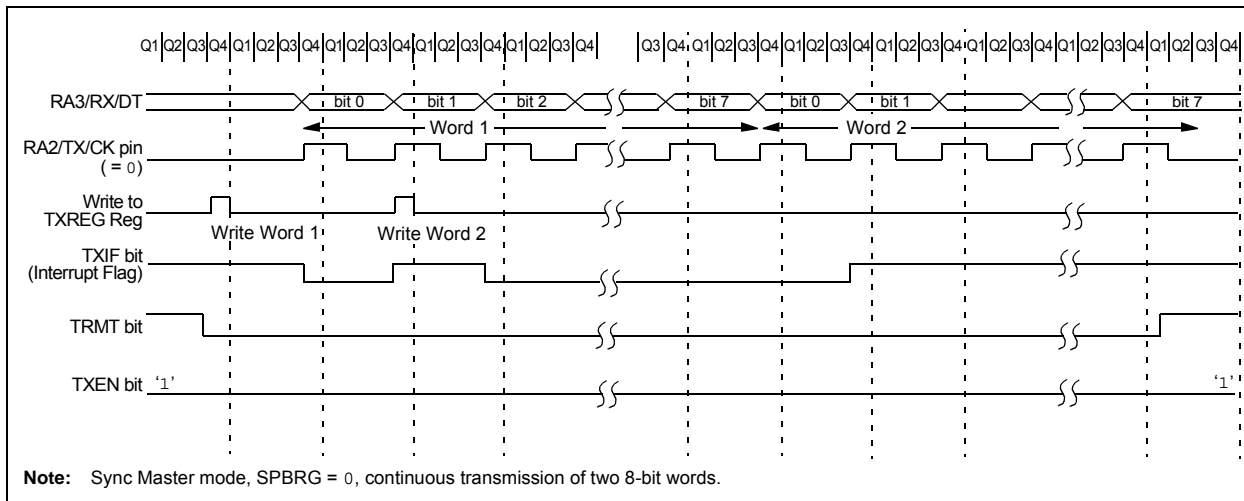 Q1 Q2 Q3 Q4 Q1 Q2 Q3 Q4 Q1 Q2 Q3 Q4 Q1 Q2 Q3 Q4 Q1 Q2 Q3 Q4 Q3 Q4 Q1 Q2 Q3 Q4 Q1 Q2 Q3 Q4 Q1 Q2 Q3 Q4 Q1 Q2 Q3 Q4 Q1 Q2 Q3 Q4 Q1 Q2 Q3 Q4
RA3/RX/DT bit 0 bit 1 bit 2 bit 7 bit 0 bit 1 bit 7
Word 1 Word 2
RA2/TX/CK pin
( = 0)
Write to
TXREG Reg
Write Word 1 Write Word 2
TXIF bit
(Interrupt Flag)
TRMT bit
TXEN bit ‘1’ ‘1’
Note: Sync Master mode, SPBRG = 0, continuous transmission of two 8-bit words.